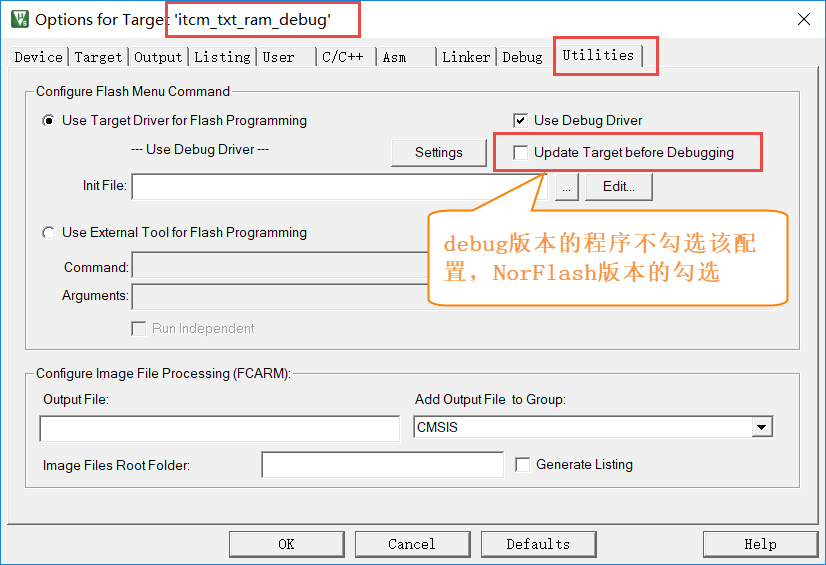 Options for Target 'itcm_txt_ram_debug'
Device Target Output Listing User C/C++ Asm Linker Debug Utilities
Configure Flash Menu Command
Use Target Driver for Flash Programming
Use Debug Driver
--- Use Debug Driver ---
Settings
Update Target before Debugging
Init File:
...
Edit...
debug版本的程序不勾选该配
置，NorFlash版本的勾选
Use External Tool for Flash Programming
Command:
Arguments:
Run Independent
Configure Image File Processing (FCARM):
Output File:
Add Output File to Group:
CMSIS
Image Files Root Folder:
Generate Listing
OK Cancel Defaults Help